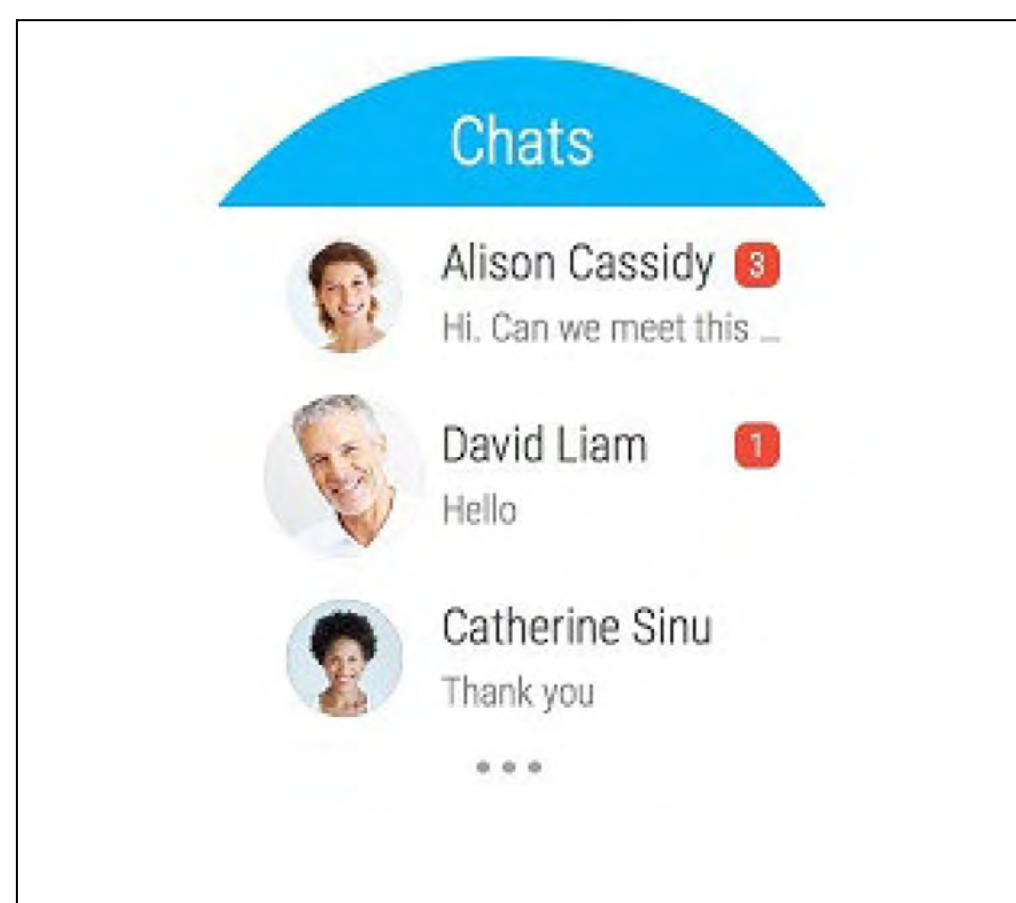 Chats
Alison Cassidy 3
Hi. Can we meet this ...
David Liam 1
Hello
Catherine Sinu
Thank you